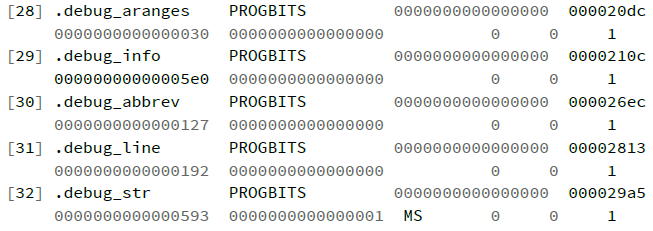 [28] .debug_aranges PROGBITS 0000000000000000 000020dc
0000000000000030 0000000000000000 0 0 1
[29] .debug_info PROGBITS 0000000000000000 0000210c
00000000000005e0 0000000000000000 0 0 1
[30] .debug_abbrev PROGBITS 0000000000000000 000026ec
0000000000000127 0000000000000000 0 0 1
[31] .debug_line PROGBITS 0000000000000000 00002813
0000000000000192 0000000000000000 0 0 1
[32] .debug_str PROGBITS 0000000000000000 000029a5
0000000000000593 0000000000000001 MS 0 0 1